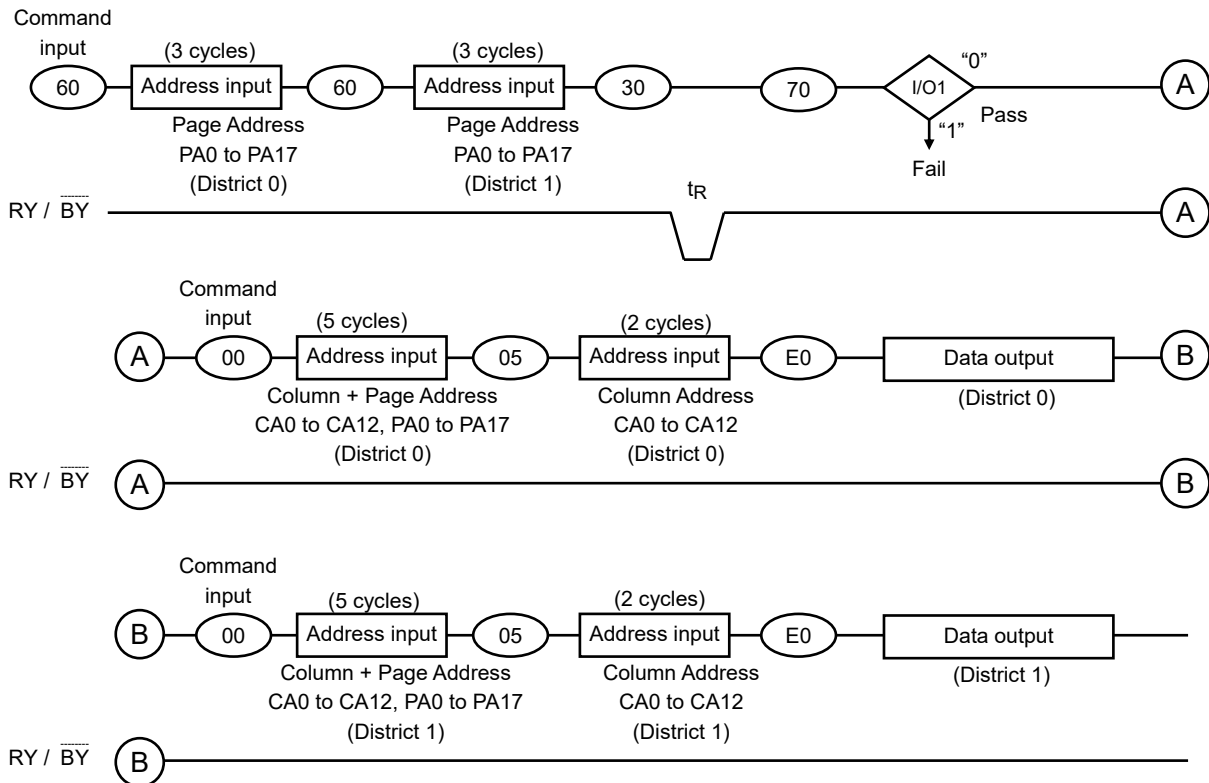 Command
input
(3 cycles)
(3 cycles)
60
Address input
60
Address input
30
70
I/O1
“0”
Pass
“1”
Fail
A
Page Address
PA0 to PA17
(District 0)
Page Address
PA0 to PA17
(District 1)
tR
RY / BY
A
Command
input
(5 cycles)
(2 cycles)
A
00
Address input
05
Address input
E0
Data output
B
Column + Page Address
CA0 to CA12, PA0 to PA17
(District 0)
Column Address
CA0 to CA12
(District 0)
(District 0)
RY / BY
A
B
Command
input
(5 cycles)
(2 cycles)
B
00
Address input
05
Address input
E0
Data output
Column + Page Address
CA0 to CA12, PA0 to PA17
(District 1)
Column Address
CA0 to CA12
(District 1)
(District 1)
RY / BY
B